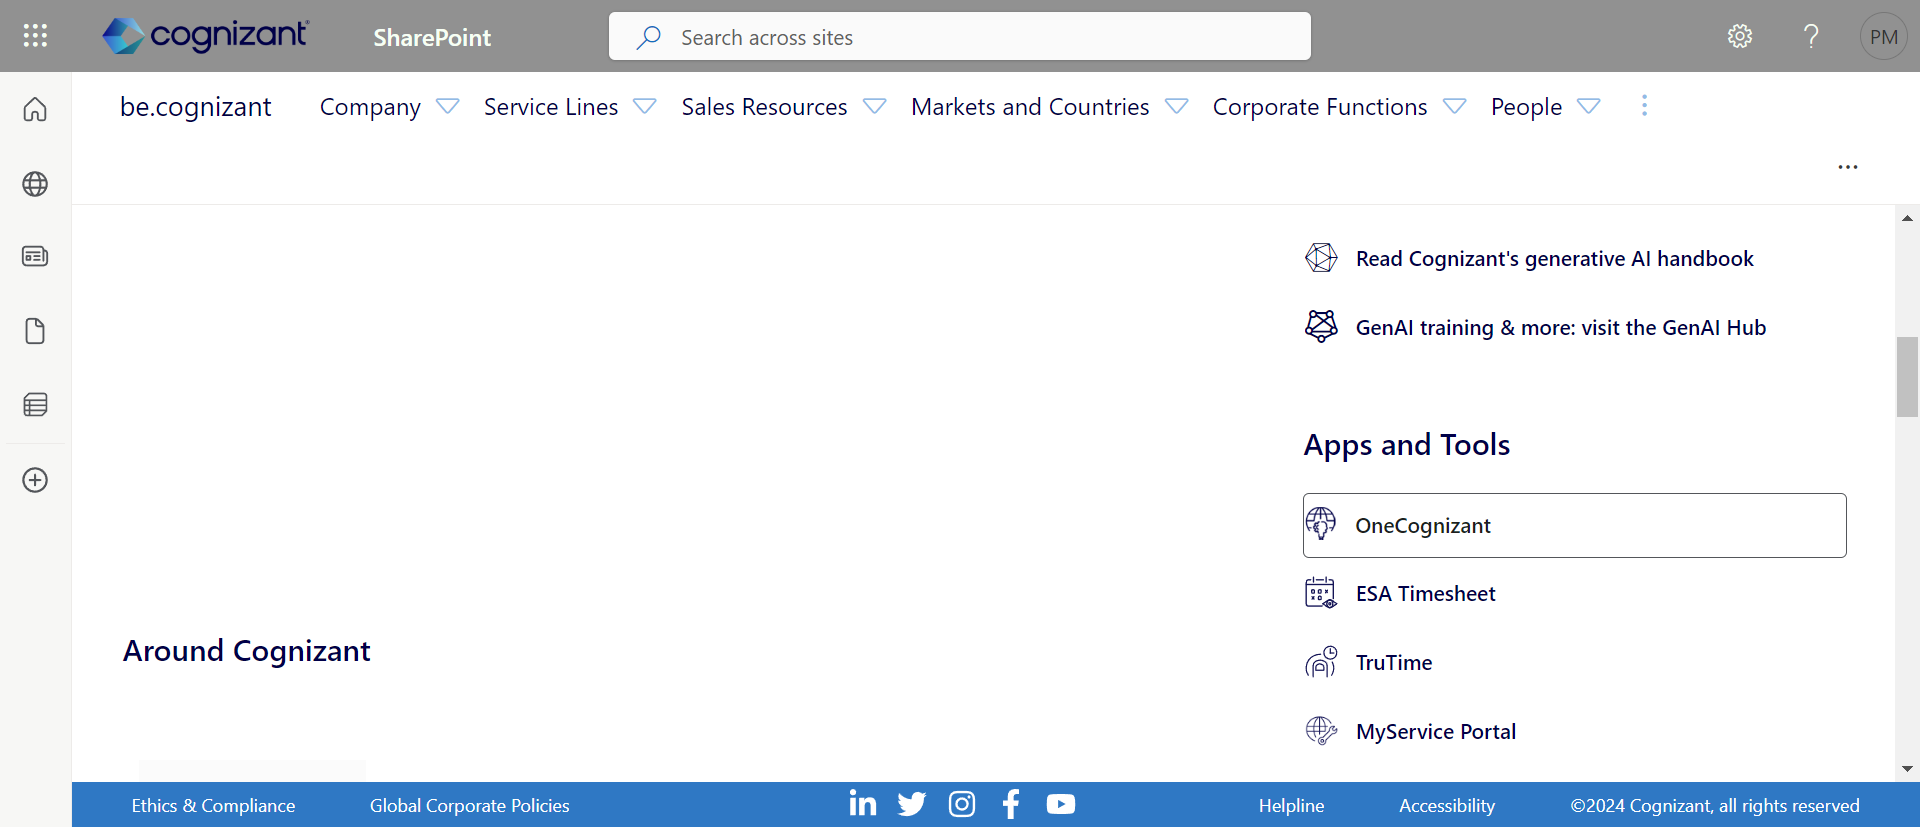 cognizant
SharePoint
Search across sites
PM
be.cognizant
Company
Service Lines
Sales Resources
Markets and Countries
Corporate Functions
People
Read Cognizant's generative AI handbook
GenAI training & more: visit the GenAI Hub
Apps and Tools
OneCognizant
ESA Timesheet
TruTime
MyService Portal
Around Cognizant
Ethics & Compliance
Global Corporate Policies
Helpline
Accessibility
©2024 Cognizant, all rights reserved